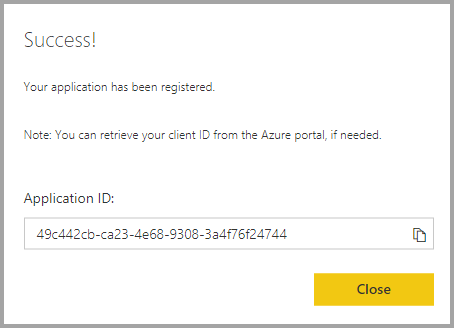 Success!
Your application has been registered.
Note: You can retrieve your client ID from the Azure portal, if needed.
Application ID:
49c442cb-ca23-4e68-9308-3a4f76f24744
Close